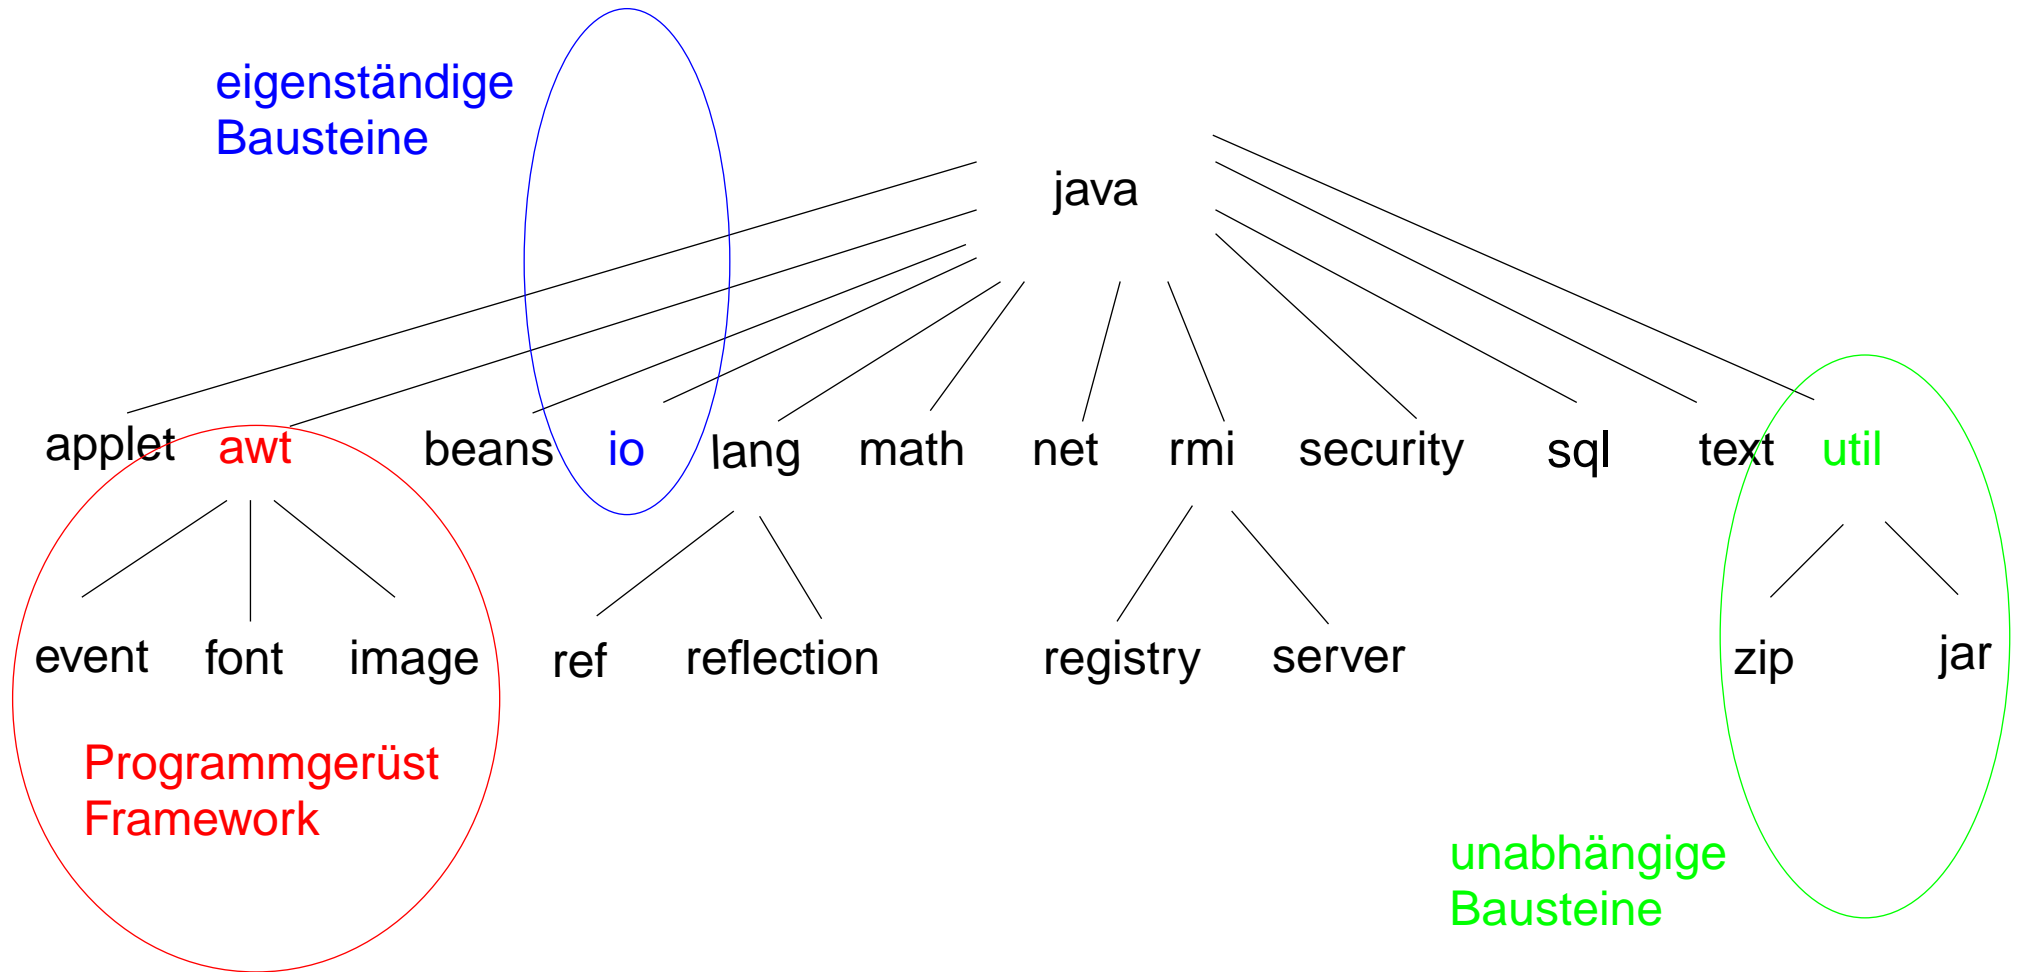 eigenständige
Bausteine
java
applet awt beans io lang math net rmi security sql text util
event font image ref reflection registry server zip jar
Programmgerüst
Framework
unabhängige
Bausteine